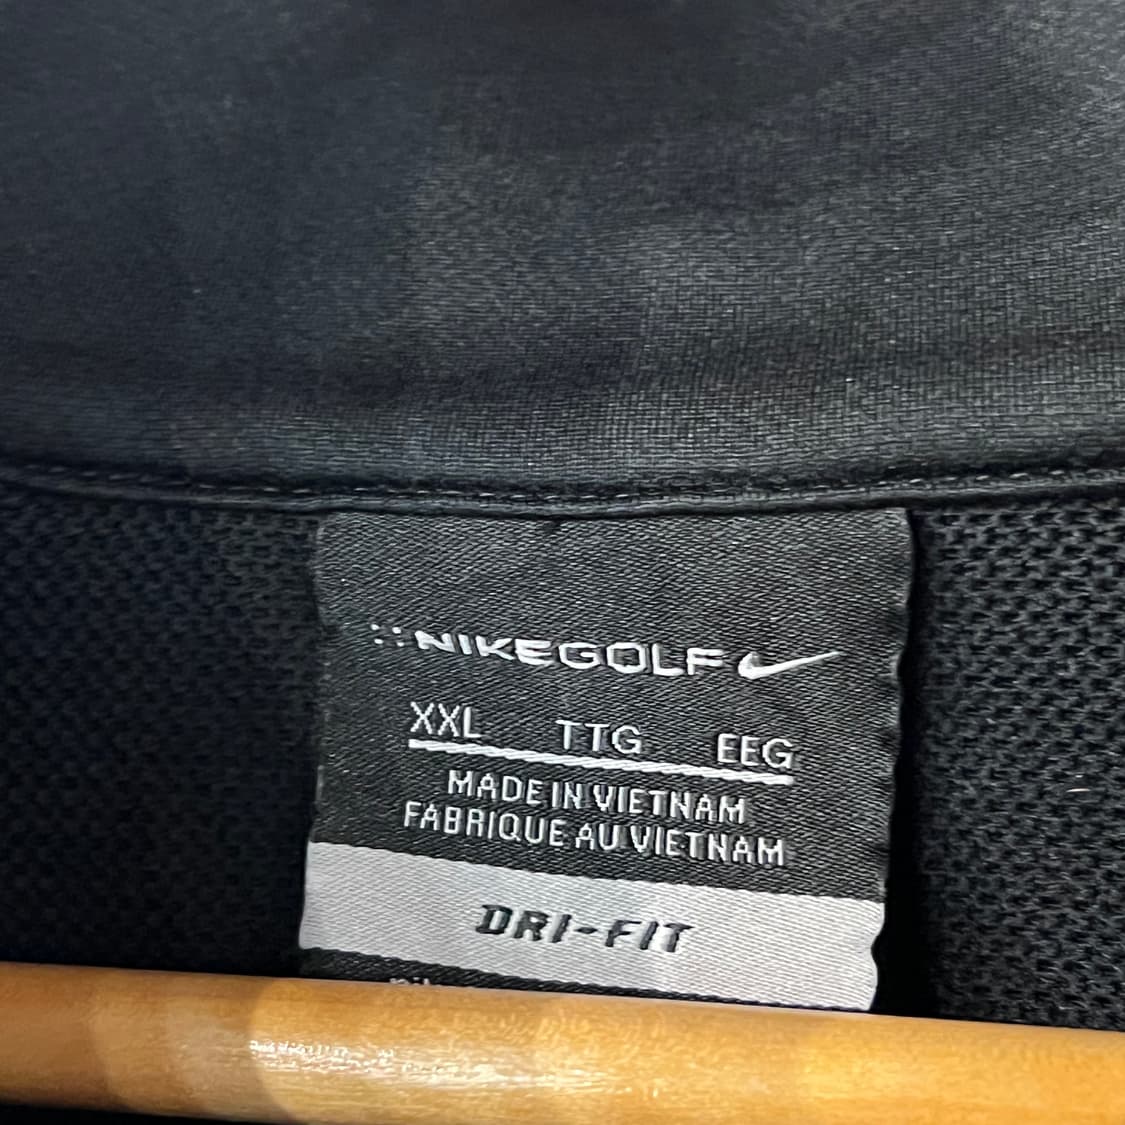 NIKEGOLF
XXL TTG EEG
MADE IN VIETNAM
FABRIQUE AU VIETNAM
DRI-FIT